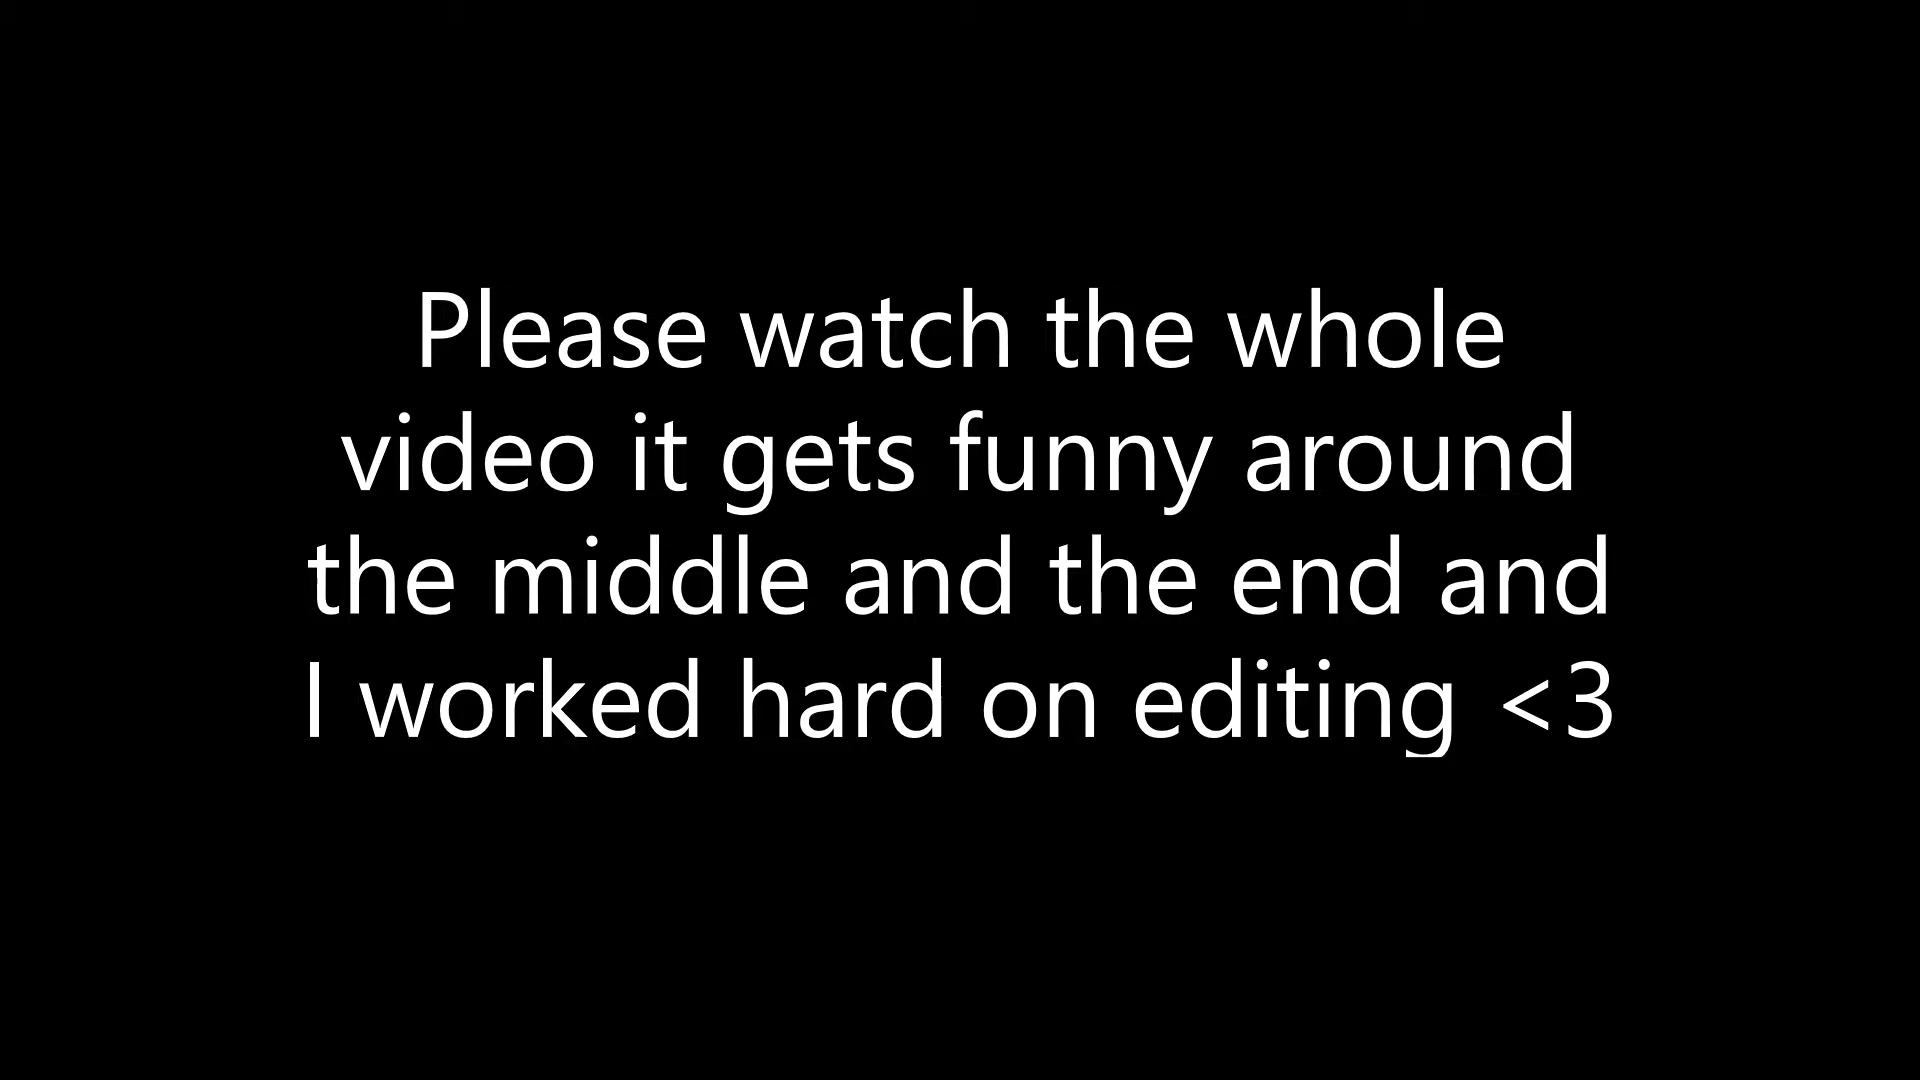 Please watch the whole
video it gets funny around
the middle and the end and
I worked hard on editing <3